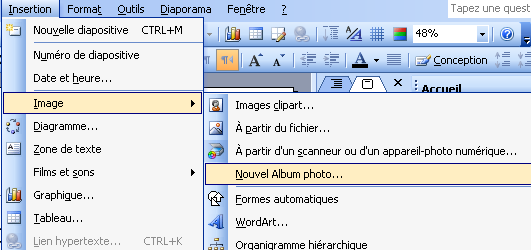 Insertion Format Outils Diaporama Fenêtre ? Tapez une quest
Nouvelle diapositive CTRL+M
48%
Numéro de diapositive
Conception
Date et heure...
Accueil
Image
Images clipart...
Diagramme...
À partir du fichier...
Zone de texte
À partir d'un scanneur ou d'un appareil-photo numérique...
Films et sons
Nouvel Album photo...
Graphique...
Formes automatiques
Tableau...
WordArt...
Lien hypertexte... CTRL+K
Organigramme hiérarchique